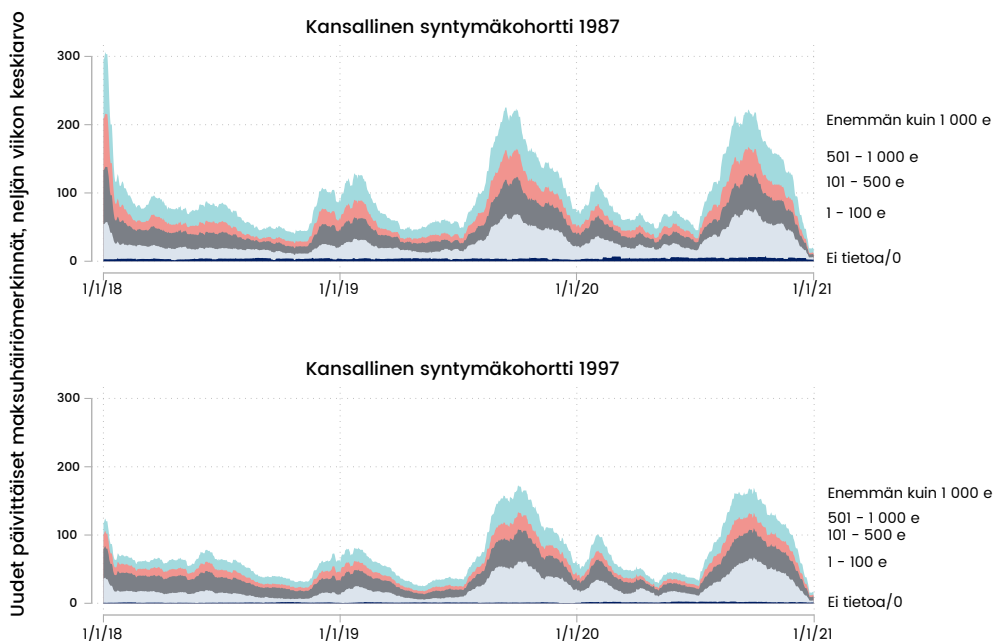 Uudet päivittäiset maksuhäiriömerkinnät, neljän viikon keskiarvo
Kansallinen syntymäkohortti 1987
300
200
100
0
1/1/18
1/1/19
1/1/20
1/1/21
Enemmän kuin 1 000 e
501 - 1 000 e
101 - 500 e
1 - 100 e
Ei tietoa/0
Kansallinen syntymäkohortti 1997
300
200
100
0
1/1/18
1/1/19
1/1/20
1/1/21
Enemmän kuin 1 000 e
501 - 1 000 e
101 - 500 e
1 - 100 e
Ei tietoa/0